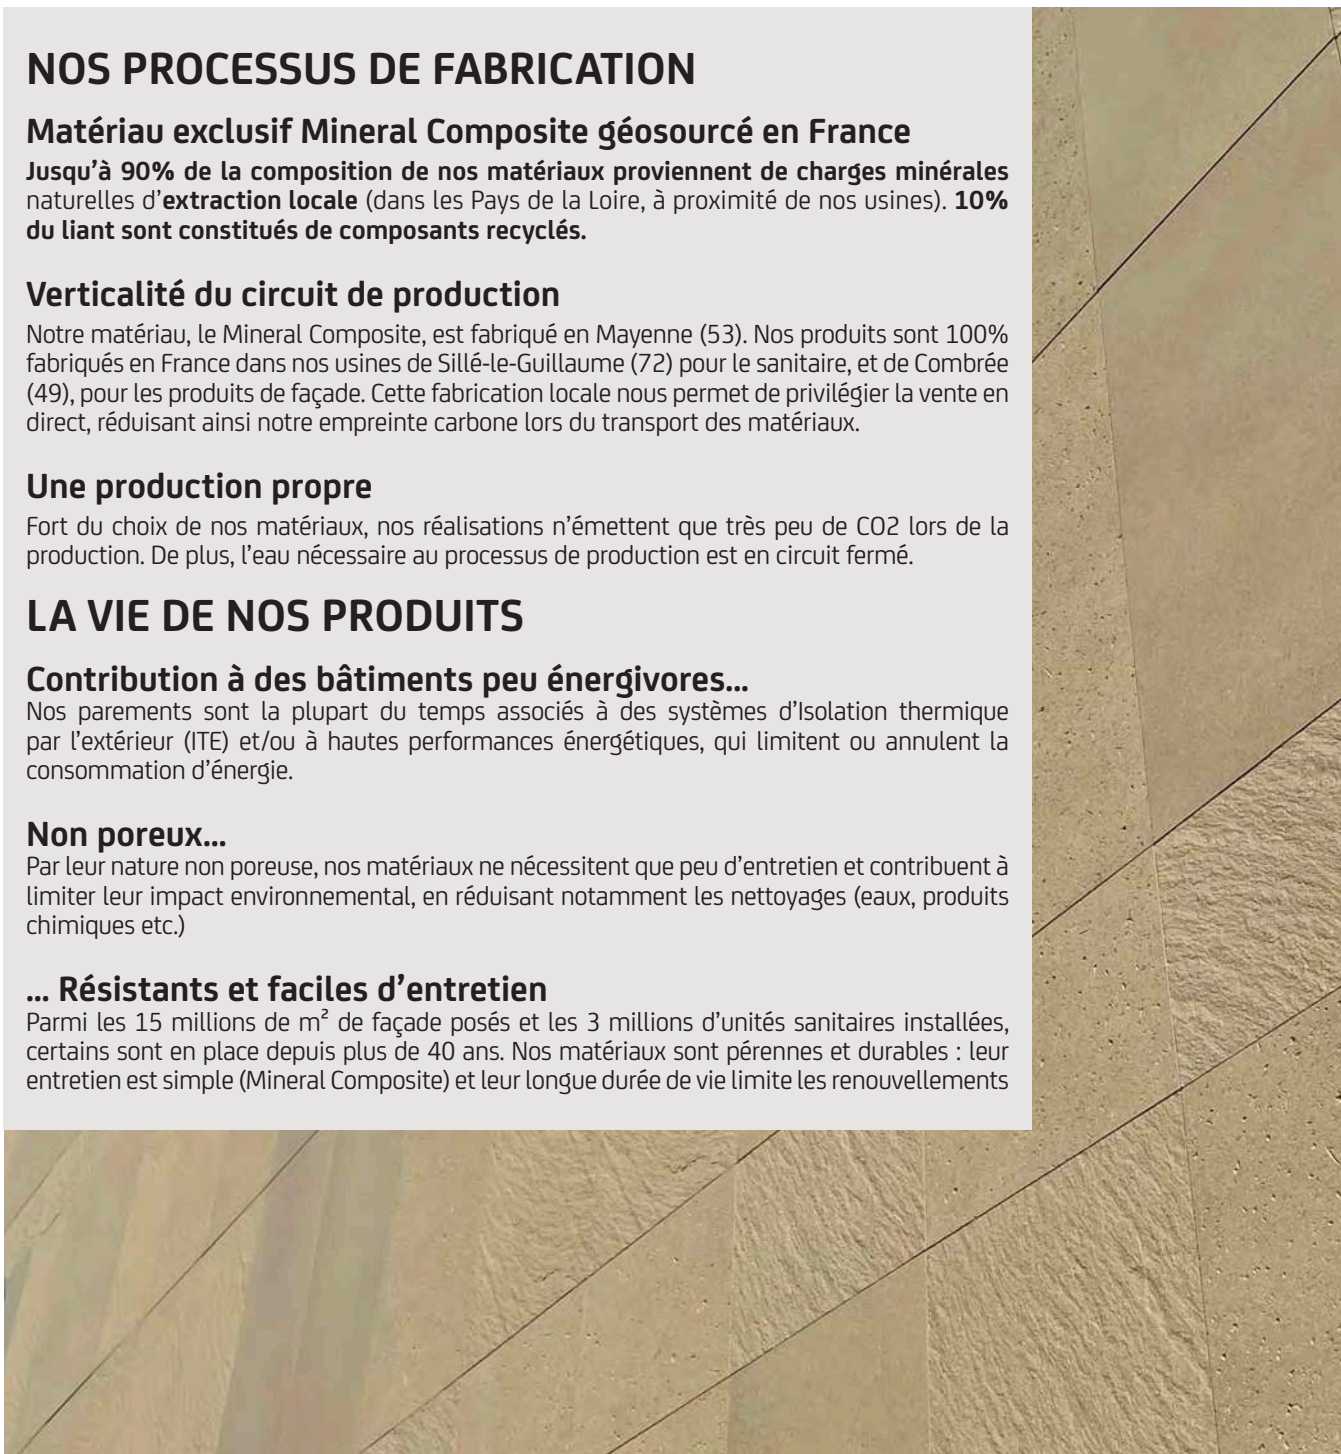 NOS PROCESSUS DE FABRICATION
Matériau exclusif Mineral Composite géosourcé en France
Jusqu’à 90% de la composition de nos matériaux proviennent de charges minérales
naturelles d’extraction locale (dans les Pays de la Loire, à proximité de nos usines). 10%
du liant sont constitués de composants recyclés.
Verticalité du circuit de production
Notre matériau, le Mineral Composite, est fabriqué en Mayenne (53). Nos produits sont 100%
fabriqués en France dans nos usines de Sillé-le-Guillaume (72) pour le sanitaire, et de Combrée
(49), pour les produits de façade. Cette fabrication locale nous permet de privilégier la vente en
direct, réduisant ainsi notre empreinte carbone lors du transport des matériaux.
Une production propre
Fort du choix de nos matériaux, nos réalisations n’émettent que très peu de CO2 lors de la
production. De plus, l’eau nécessaire au processus de production est en circuit fermé.
LA VIE DE NOS PRODUITS
Contribution à des bâtiments peu énergivores...
Nos parements sont la plupart du temps associés à des systèmes d’Isolation thermique
par l’extérieur (ITE) et/ou à hautes performances énergétiques, qui limitent ou annulent la
consommation d’énergie.
Non poreux...
Par leur nature non poreuse, nos matériaux ne nécessitent que peu d’entretien et contribuent à
limiter leur impact environnemental, en réduisant notamment les nettoyages (eaux, produits
chimiques etc.)
... Résistants et faciles d’entretien
Parmi les 15 millions de m² de façade posés et les 3 millions d’unités sanitaires installées,
certains sont en place depuis plus de 40 ans. Nos matériaux sont pérennes et durables : leur
entretien est simple (Mineral Composite) et leur longue durée de vie limite les renouvellements